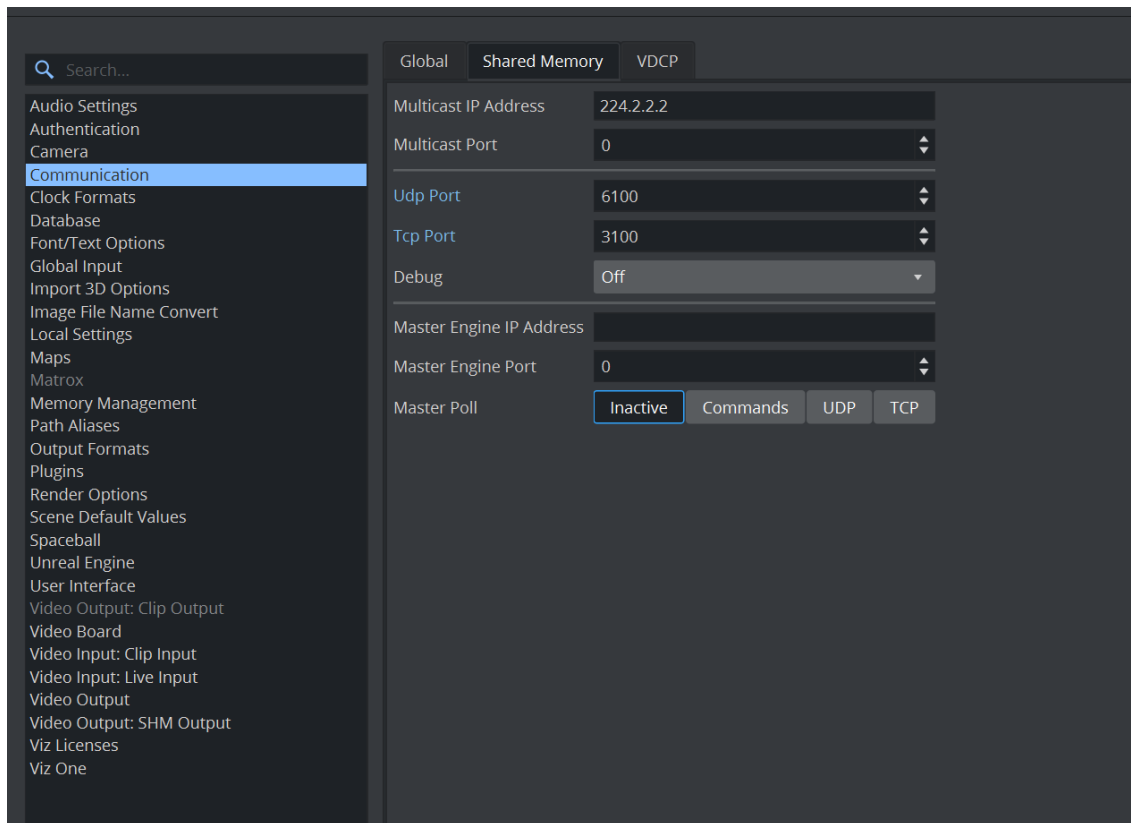 Search...
Audio Settings
Authentication
Camera
Communication
Clock Formats
Database
Font/Text Options
Global Input
Import 3D Options
Image File Name Convert
Local Settings
Maps
Matrox
Memory Management
Path Aliases
Output Formats
Plugins
Render Options
Scene Default Values
Spaceball
Unreal Engine
User Interface
Video Output: Clip Output
Video Board
Video Input: Clip Input
Video Input: Live Input
Video Output
Video Output: SHM Output
Viz Licenses
Viz One
Global Shared Memory VDCP
Multicast IP Address 224.2.2.2
Multicast Port 0
Udp Port 6100
Tcp Port 3100
Debug Off
Master Engine IP Address
Master Engine Port 0
Master Poll Inactive Commands UDP TCP